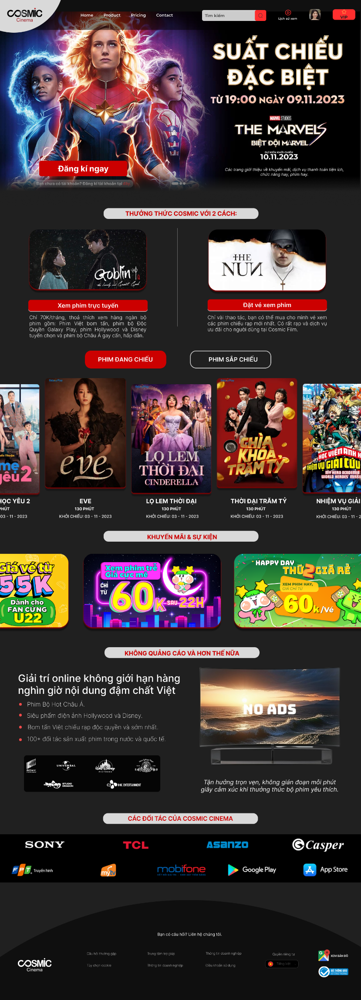 COSMIC
Cinema
Home
Product
Pricing
Contact
Tìm kiếm
Lịch sử xem
VIP
SUẤT CHIẾU
ĐẶC BIỆT
TỪ 19:00 NGÀY 09.11.2023
MARVEL STUDIOS
THE MARVELS
BIỆT ĐỘI MARVEL
DỰ KIẾN KHỞI CHIẾU
10.11.2023
Các trang giới thiệu về khuyến mãi, dịch vụ thanh toán tiện ích,
chức năng hay, phim hay.
Đăng kí ngay
Bạn chưa có tài khoản? Đăng kí tài khoản tại đây
THƯỞNG THỨC COSMIC VỚI 2 CÁCH:
Goblin
the Lonely and Great God
THE
NUN
Xem phim trực tuyến
Đặt vé xem phim
Chỉ 70K/tháng, thoả thích xem hàng ngàn bộ
phim gồm: Phim Việt bom tấn, phim bộ Độc
Quyền Galaxy Play, phim Hollywood và Disney
tuyển chọn và phim bộ Châu Á gay cấn, hấp dẫn.
Chỉ vài thao tác, bạn có thể mua cho mình vé xem
các phim chiếu rạp mới nhất. Có rất rạp và dịch vụ
ưu đãi cho người dùng tại Cosmic Film.
PHIM ĐANG CHIẾU
PHIM SẮP CHIẾU
uốc Thuận
mẹ
yêu 2
Galaxy Play
eve
Galaxy Play
LỌ LEM
THỜI ĐẠI
CINDERELLA
Galaxy Play
CHÌA
KHÓA
TRĂM TỶ
HỌC VIỆN ANH H
NHIỆM VỤ GIẢI CỨU
MY HERO ACADEMIA:
WORLD HEROES' MISSI
HỌC YÊU 2
PHÚT
03 - 11 - 2023
EVE
130 PHÚT
KHỞI CHIẾU: 03 - 11 - 2023
LỌ LEM THỜI ĐẠI
130 PHÚT
KHỞI CHIẾU: 03 - 11 - 2023
THỜI ĐẠI TRĂM TỶ
130 PHÚT
KHỞI CHIẾU: 03 - 11 - 2023
NHIỆM VỤ GIẢI
130 PHÚT
KHỞI CHIẾU: 03 - 11 - 2
KHUYẾN MÃI & SỰ KIỆN
Giá vé từ
55K
Dành cho
FAN CỨNG
U22
Xem phim trễ
Giá cực mê
CHỈ
TỪ
60K SAU 22H
HAPPY DAY
THỨ 2 GIÁ RẺ
XEM PHIM HAY,
GIÁ CHỈ TỪ
60k/Vé
KHÔNG QUẢNG CÁO VÀ HƠN THẾ NỮA
Giải trí online không giới hạn hàng
nghìn giờ nội dung đậm chất Việt
Phim Bộ Hot Châu Á.
Siêu phẩm điện ảnh Hollywood và Disney.
Bom tấn Việt chiếu rạp độc quyền và sớm nhất.
100+ đối tác sản xuất phim trong nước và quốc tế.
NO ADS
SONY
PICTURES
UNIVERSAL
WALT DISNEY
PICTURES
STUDIO
DRAGON
CJ HK ENTERTAINMENT
Tận hưởng trọn vẹn, không gián đoạn mỗi phút
giây cảm xúc khi thưởng thức bộ phim yêu thích.
CÁC ĐỐI TÁC CỦA COSMIC CINEMA
SONY
TCL
ASANZO
Casper
FPT. Truyền hình
mytv
mobifone
KẾT NỐI GIÁ TRỊ - KHƠI DẬY TIỀM NĂNG
Google Play
App Store
Bạn có câu hỏi? Liên hệ chúng tôi.
COSMIC
Cinema
Câu hỏi thường gặp
Trung tâm trợ giúp
Thông tin doanh nghiệp
Quyền riêng tư
Tùy chọn cookie
Thông tin doanh nghiệp
Điều khoản sử dụng
Tiếng Việt
XEM BẢN ĐỒ
ĐÃ THÔNG BÁO
BỘ CÔNG THƯƠNG